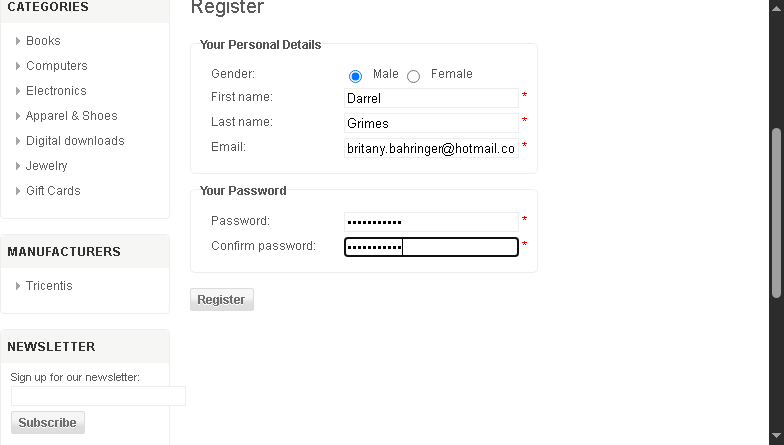 CATEGORIES
Books
Computers
Electronics
Apparel & Shoes
Digital downloads
Jewelry
Gift Cards
MANUFACTURERS
Tricentis
NEWSLETTER
Sign up for our newsletter:
Subscribe
Register
Your Personal Details
Gender: Male Female
First name: Darrel *
Last name: Grimes *
Email: britany.bahringer@hotmail.co *
Your Password
Password: ••••••••••• *
Confirm password: ••••••••••• *
Register